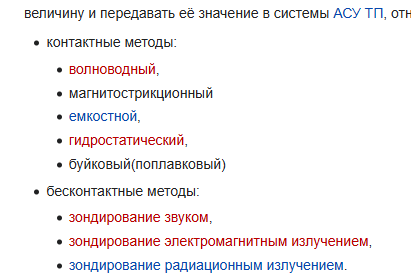 величину и передавать её значение в системы АСУ ТП, отн
контактные методы:
волноводный,
магнитострикционный
емкостной,
гидростатический,
буйковый(поплавковый)
бесконтактные методы:
зондирование звуком,
зондирование электромагнитным излучением,
зондирование радиационным излучением.